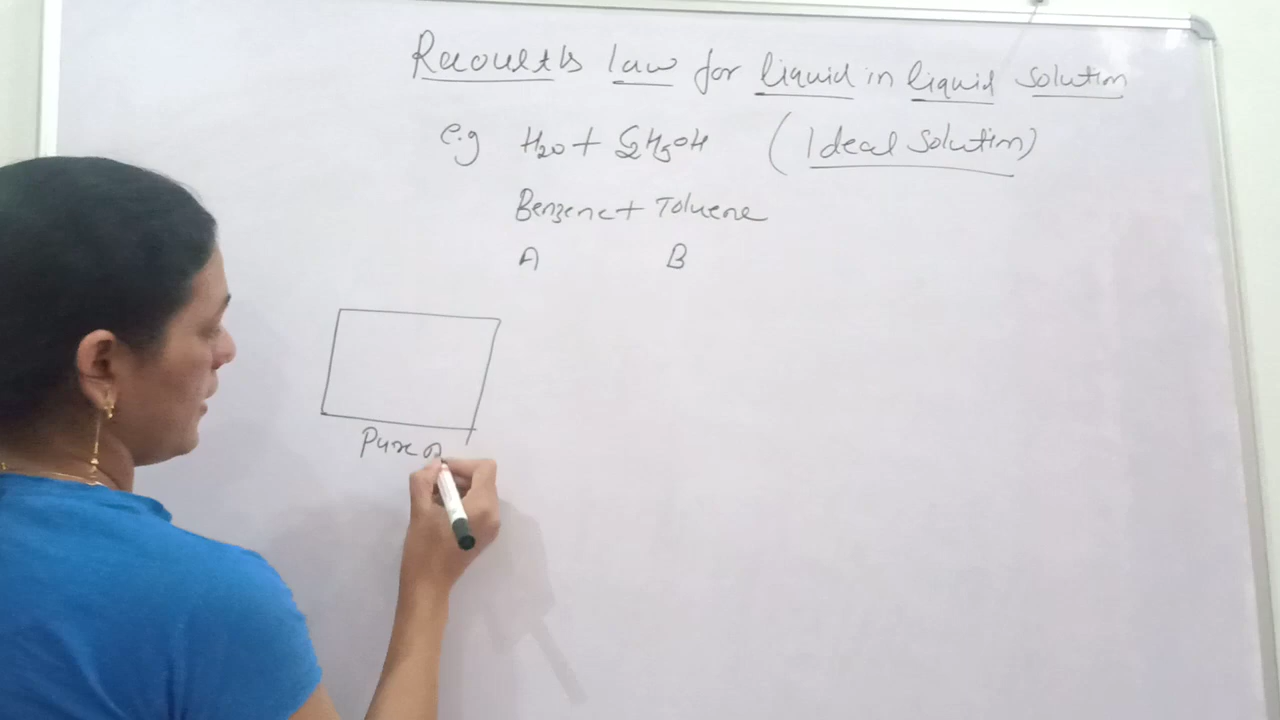 Raoult's law for liquid in liquid solution
e.g H2O + C2H5OH (Ideal solution)
Benzene + Toluene
A B
Pure A